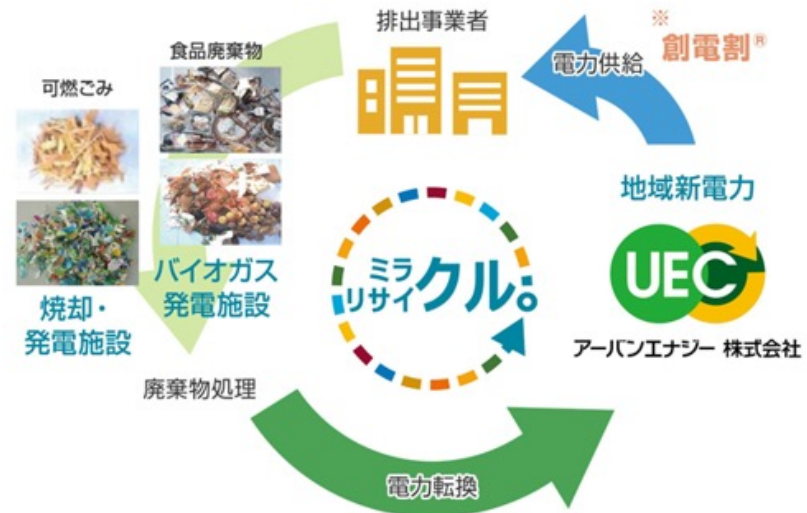 排出事業者
※
創電割®
電力供給
食品廃棄物
可燃ごみ
地域新電力
UEC
アーバンエナジー 株式会社
ミラ
リサイクル:
バイオガス
発電施設
焼却・
発電施設
廃棄物処理
電力転換